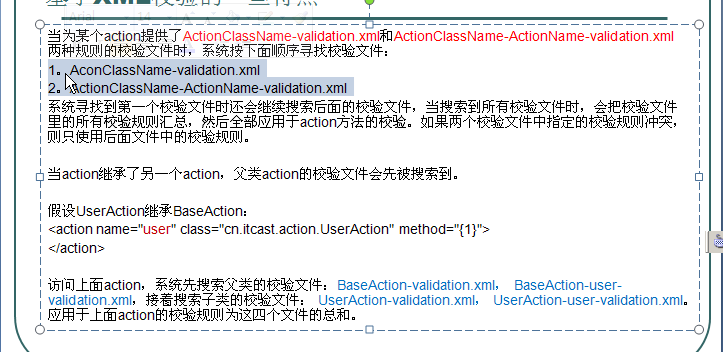 基于XML校验的一些特点
当为某个action提供了ActionClassName-validation.xml和ActionClassName-ActionName-validation.xml
两种规则的校验文件时，系统按下面顺序寻找校验文件：
1。AconClassName-validation.xml
2。ActionClassName-ActionName-validation.xml
系统寻找到第一个校验文件时还会继续搜索后面的校验文件，当搜索到所有校验文件时，会把校验文件
里的所有校验规则汇总，然后全部应用于action方法的校验。如果两个校验文件中指定的校验规则冲突，
则只使用后面文件中的校验规则。
当action继承了另一个action，父类action的校验文件会先被搜索到。
假设UserAction继承BaseAction：
<action name="user" class="cn.itcast.action.UserAction" method="{1}">
</action>
访问上面action，系统先搜索父类的校验文件：BaseAction-validation.xml， BaseAction-user-
validation.xml，接着搜索子类的校验文件： UserAction-validation.xml， UserAction-user-validation.xml。
应用于上面action的校验规则为这四个文件的总和。